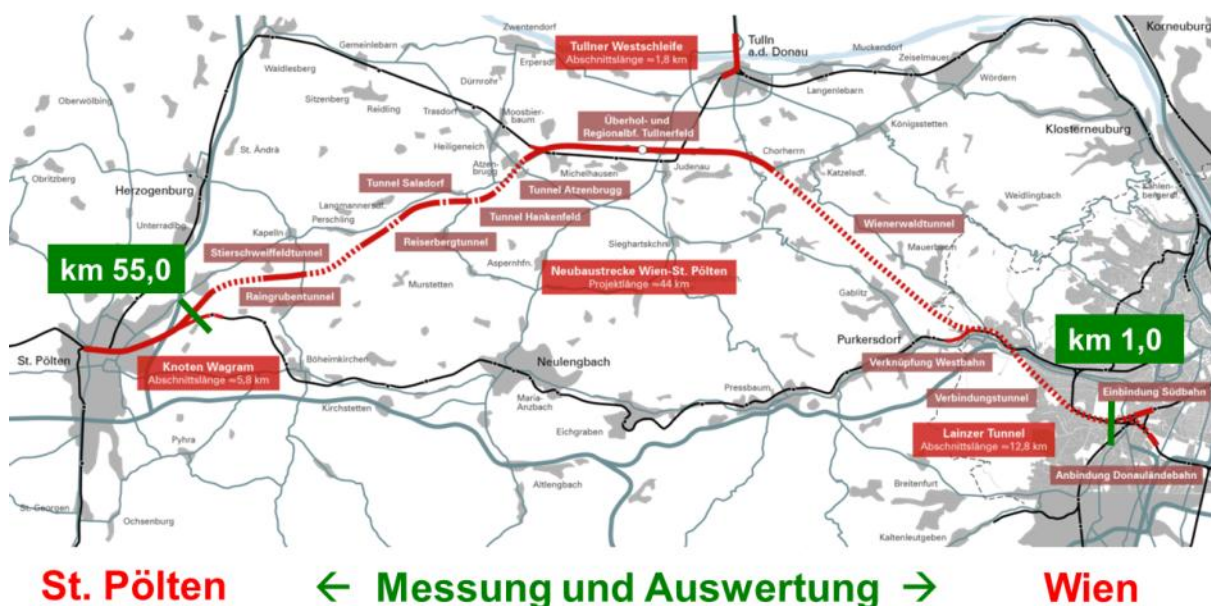 Zwentendorf
Korneuburg
Tullner Westschleife
Abschnittslänge ≈1,8 km
Tulln
a.d. Donau
Muckendorf
Zeiselmauer
Gemeinlebarn
Waldlesberg
Dürnrohr
Wördern
Langenlebarn
Oberwölbing
Sitzenberg
Reidling
Trasdorf
Moosbier-
baum
Überhol- und
Regionalbf. Tullnerfeld
Königsstetten
Klosterneuburg
St. Andrä
Heiligeneich
Atzen-
brugg
Chorherrn
Michelhausen
Judenau
Katzelsdf.
Obritzberg
Herzogenburg
Tunnel Saladorf
Tunnel Atzenbrugg
Weidlingbach
Kahlen-
bergerdf.
Langmannersdf.
Perschling
Tunnel Hankenfeld
Wienerwaldtunnel
Unterradlbg.
Kapelln
Stierschweiffeldtunnel
Reiserbergtunnel
Sieghartskchn.
Mauerbach
km 55,0
Aspernhfn.
Neubaustrecke Wien-St. Pölten
Projektlänge ≈44 km
Murstetten
Raingrubentunnel
Gablitz
Purkersdorf
km 1,0
St. Pölten
Knoten Wagram
Abschnittslänge ≈5,8 km
Böheimkirchen
Neulengbach
Verknüpfung Westbahn
Pressbaum
Einbindung Südbahn
Maria-
Anzbach
Verbindungstunnel
Kirchstetten
Eichgraben
Lainzer Tunnel
Abschnittslänge ≈12,8 km
Pyhra
Anbindung Donauländebahn
Altlengbach
Breitenfurt
St. Georgen
Ochsenburg
Kaltenleutgeben
St. Pölten ← Messung und Auswertung → Wien